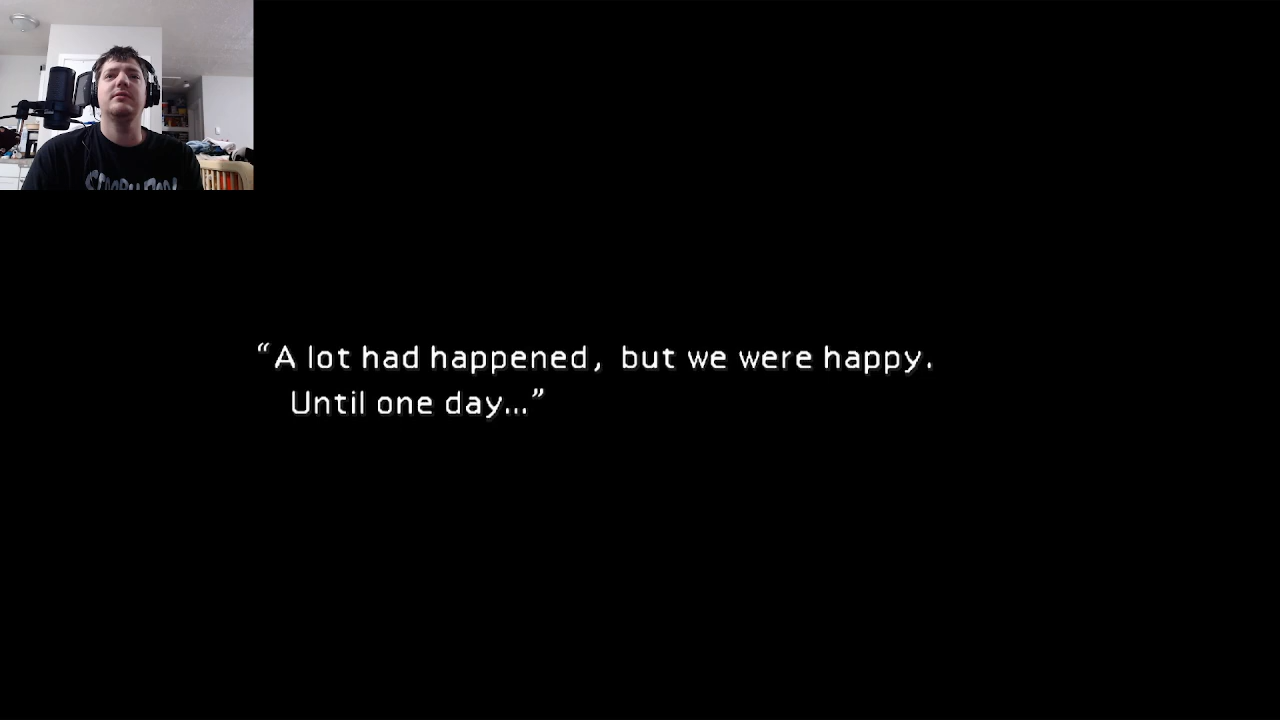 “A lot had happened, but we were happy.
Until one day...”